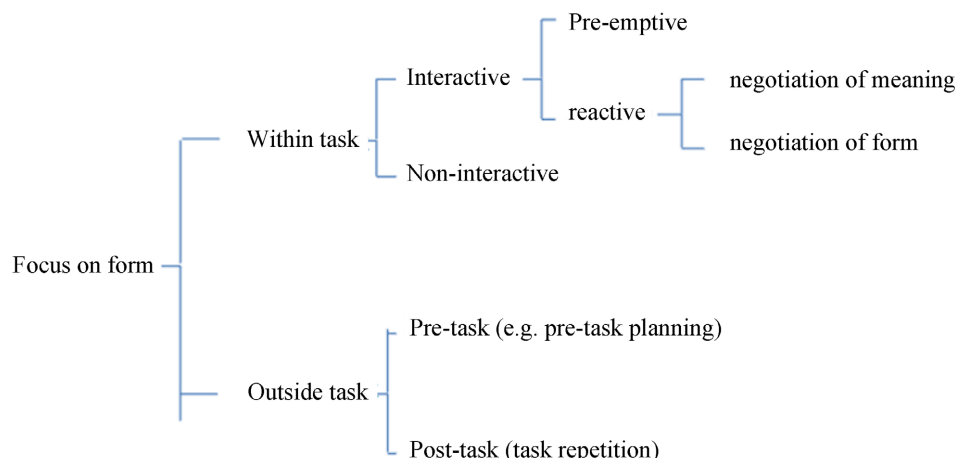 Pre-emptive
Interactive
negotiation of meaning
reactive
Within task
negotiation of form
Non-interactive
Focus on form
Pre-task (e.g. pre-task planning)
Outside task
Post-task (task repetition)